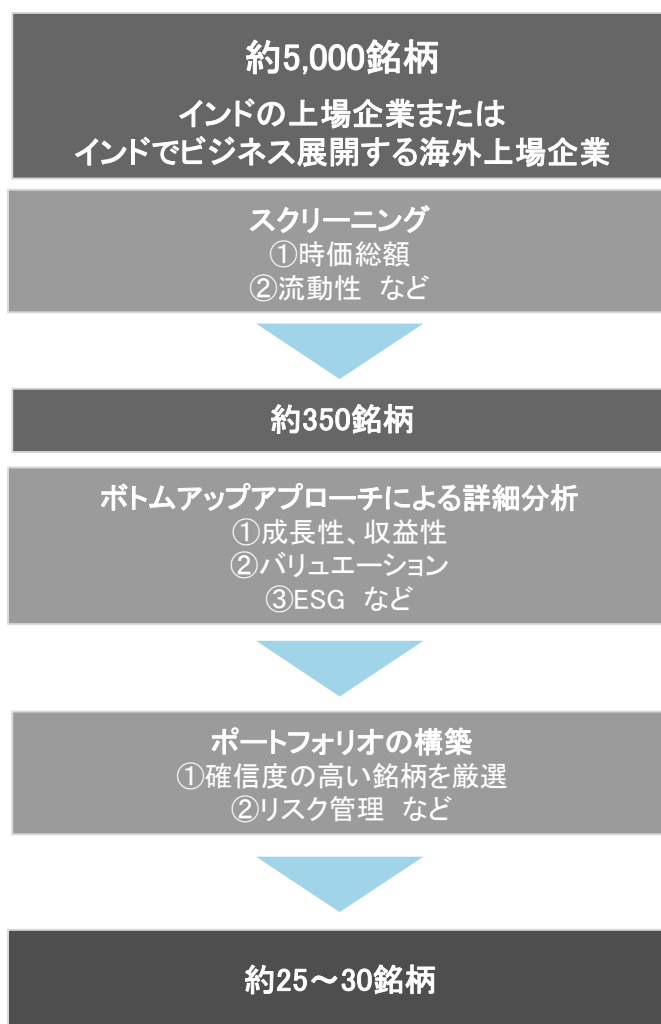 約5,000銘柄
インドの上場企業または
インドでビジネス展開する海外上場企業
スクリーニング
①時価総額
②流動性　など
約350銘柄
ボトムアップアプローチによる詳細分析
①成長性、収益性
②バリュエーション
③ESG　など
ポートフォリオの構築
①確信度の高い銘柄を厳選
②リスク管理　など
約25～30銘柄